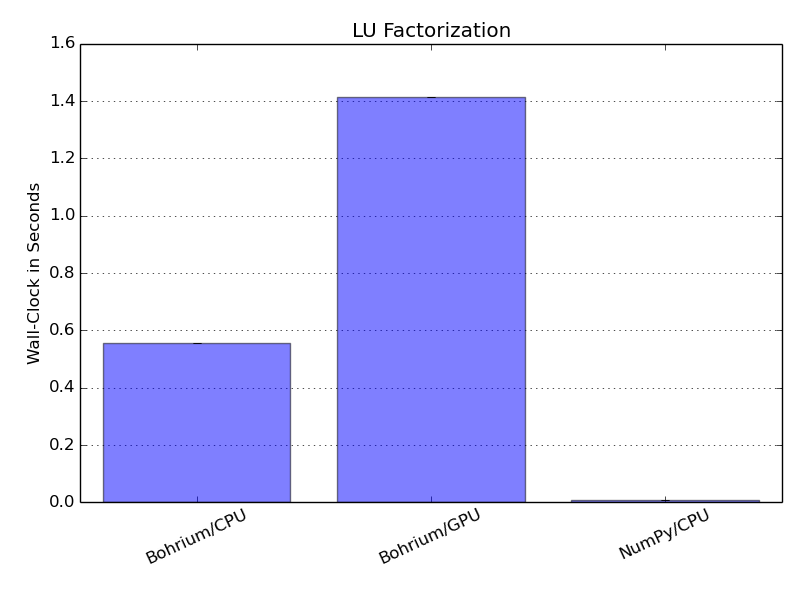 LU Factorization
1.6
1.4
1.2
1.0
0.8
0.6
0.4
0.2
0.0
Wall-Clock in Seconds
Bohrium/CPU
Bohrium/GPU
NumPy/CPU